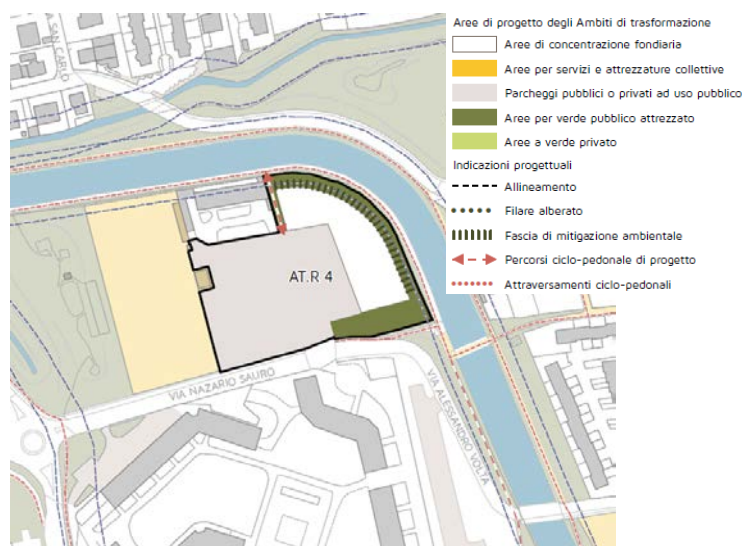 Aree di progetto degli Ambiti di trasformazione
Aree di concentrazione fondiaria
Aree per servizi e attrezzature collettive
Parcheggi pubblici o privati ad uso pubblico
Aree per verde pubblico attrezzato
Aree a verde privato
Indicazioni progettuali
Allineamento
Filare alberato
Fascia di mitigazione ambientale
Percorsi ciclo-pedonale di progetto
Attraversamenti ciclo-pedonali
SAN CARLO
AT.R 4
VIA NAZARIO SAURO
VIA ALESSANDRO VOLTA